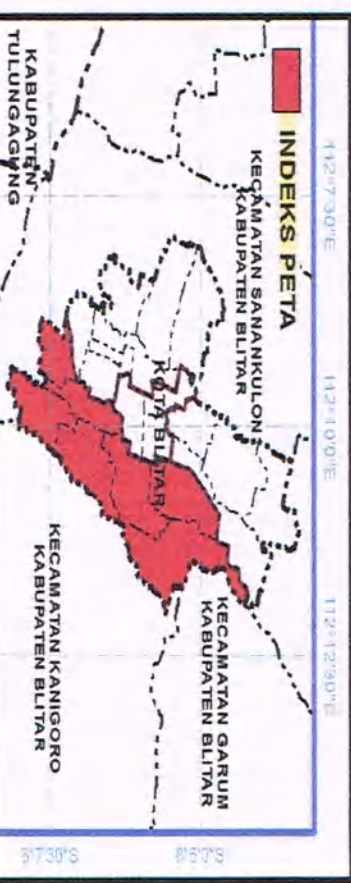 INDEKS PETA
112°7'30"E
112°10'0"E
112°12'30"E
KECAMATAN SANANKULON
KABUPATEN BLITAR
KECAMATAN GARUM
KABUPATEN BLITAR
KOTA BLITAR
KABUPATEN
TULUNGAGUNG
KECAMATAN KANIGORO
KABUPATEN BLITAR
8°5'0"S
8°7'30"S